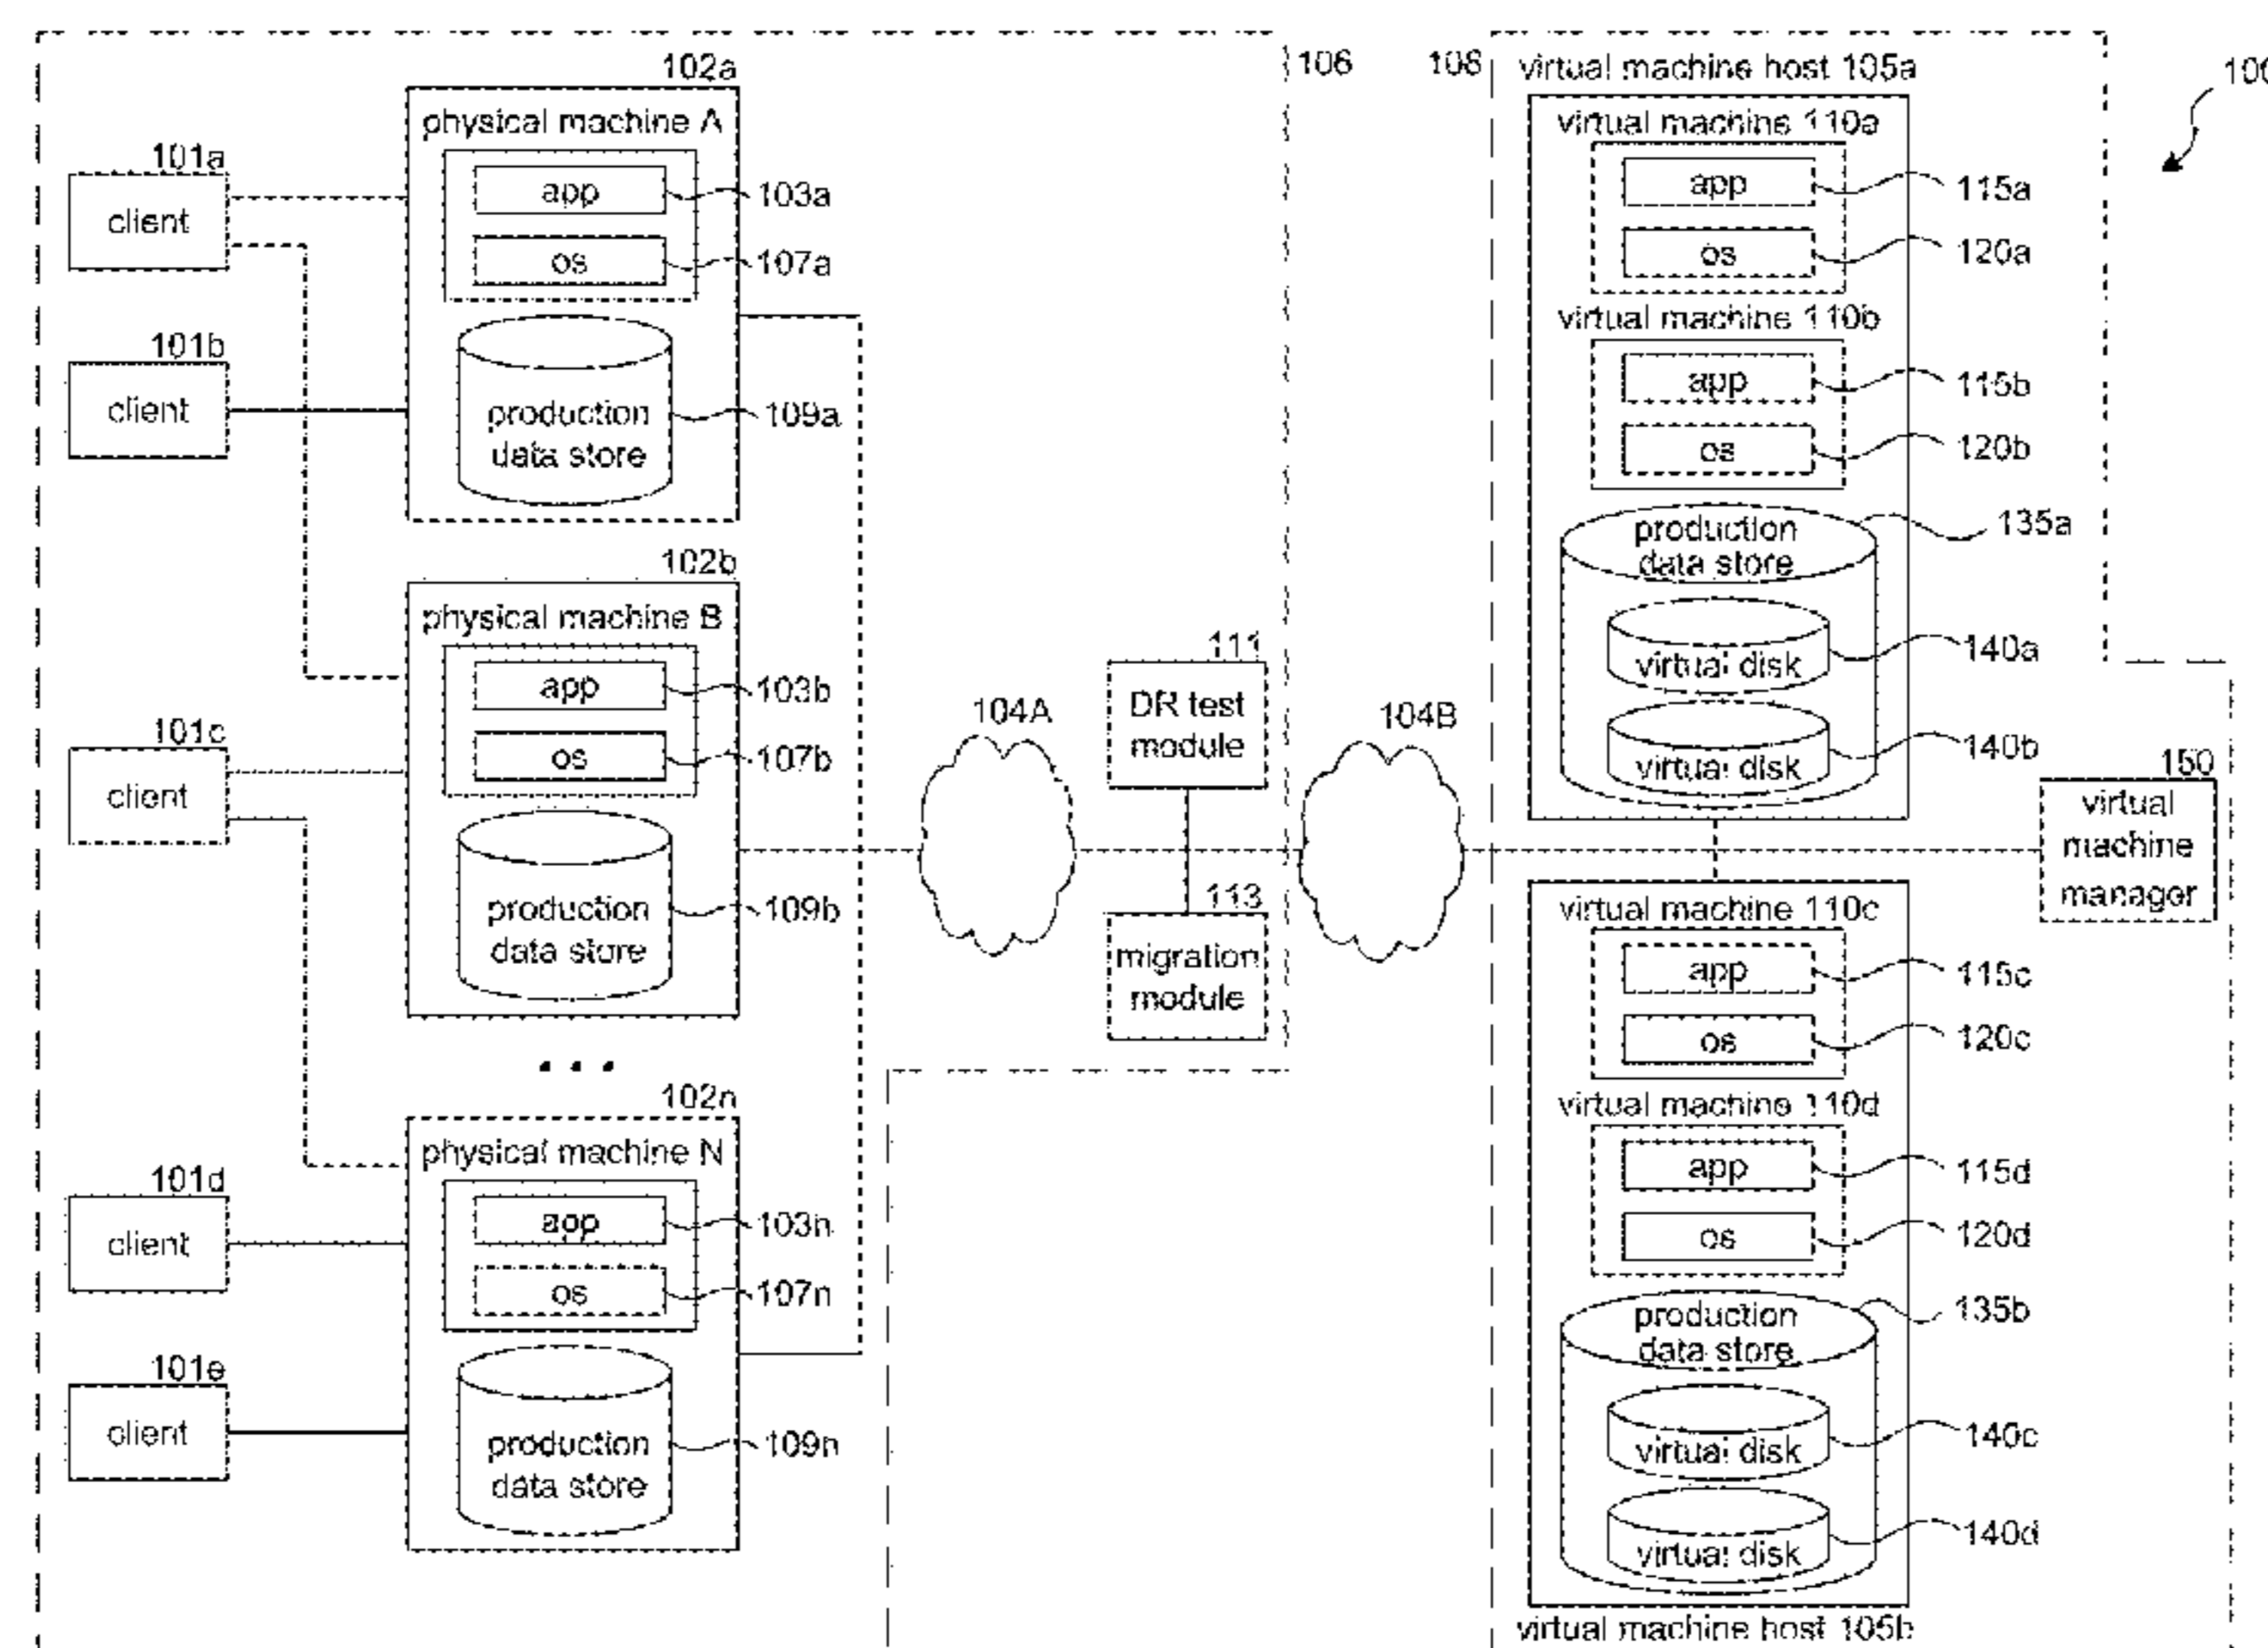 102a
physical machine A
app
103a
os
107a
production
data store
109a
101a
client
101b
client
102b
physical machine B
app
103b
os
107b
production
data store
109b
101c
client
...
102n
physical machine N
app
103n
os
107n
production
data store
109n
101d
client
101e
client
106
104A
111
DR test
module
113
migration
module
104B
108
virtual machine host 105a
virtual machine 110a
app
115a
os
120a
virtual machine 110b
app
115b
os
120b
production
data store
135a
virtual disk
140a
virtual disk
140b
150
virtual
machine
manager
virtual machine 110c
app
115c
os
120c
virtual machine 110d
app
115d
os
120d
production
data store
135b
virtual disk
140c
virtual disk
140d
virtual machine host 105b